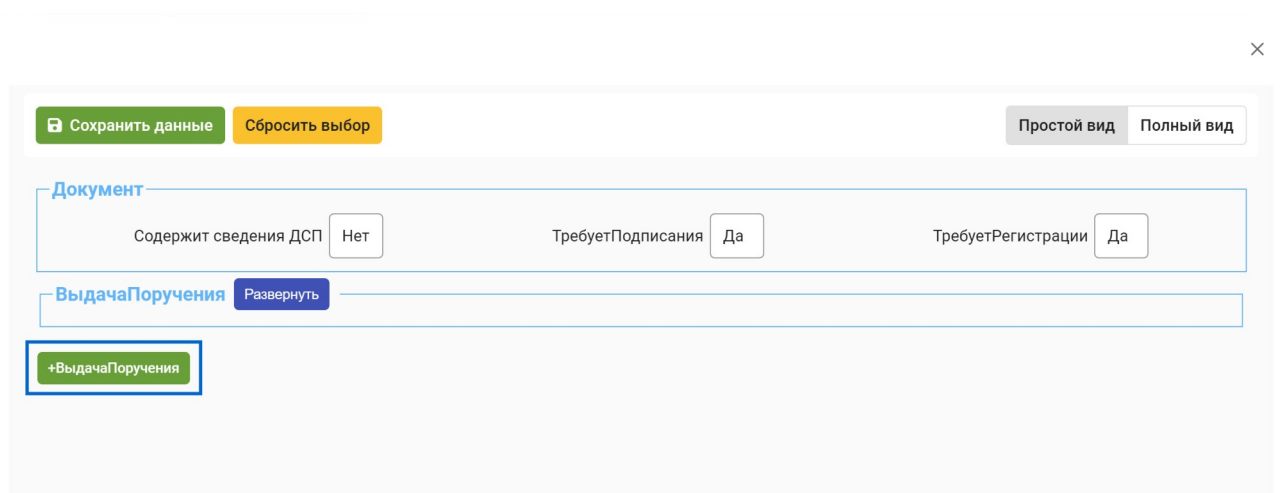 Сохранить данные Сбросить выбор Простой вид Полный вид
Документ
Содержит сведения ДСП Нет ТребуетПодписания Да ТребуетРегистрации Да
ВыдачаПоручения Развернуть
+ВыдачаПоручения